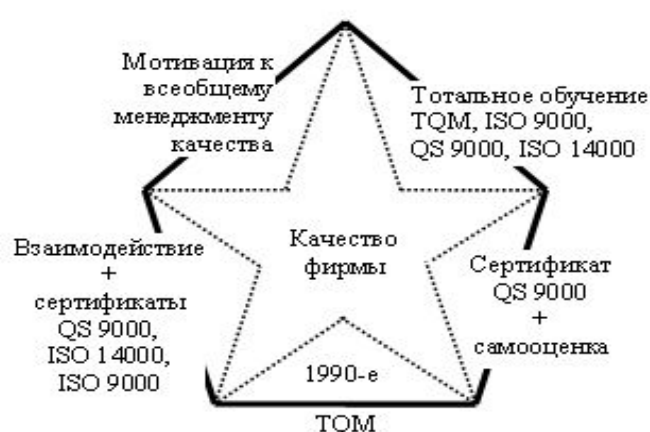 Мотивация к
всеобщему
менеджменту
качества
Тотальное обучение
TQM, ISO 9000,
QS 9000, ISO 14000
Взаимодействие
+
сертификаты
QS 9000,
ISO 14000,
ISO 9000
Качество
фирмы
Сертификат
QS 9000
+
самооценка
1990-е
TOM